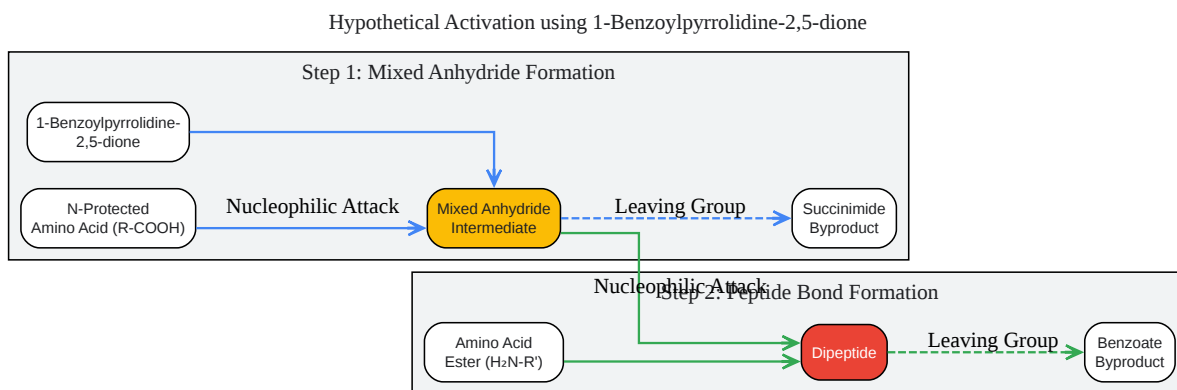 Hypothetical Activation using 1-Benzoylpyrrolidine-2,5-dione
Step 1: Mixed Anhydride Formation
1-Benzoylpyrrolidine-
2,5-dione
N-Protected
Amino Acid (R-COOH)
Nucleophilic Attack
Mixed Anhydride
Intermediate
Leaving Group
Succinimide
Byproduct
Nucleophilic Attack
Step 2: Peptide Bond Formation
Amino Acid
Ester (H₂N-R')
Dipeptide
Leaving Group
Benzoate
Byproduct